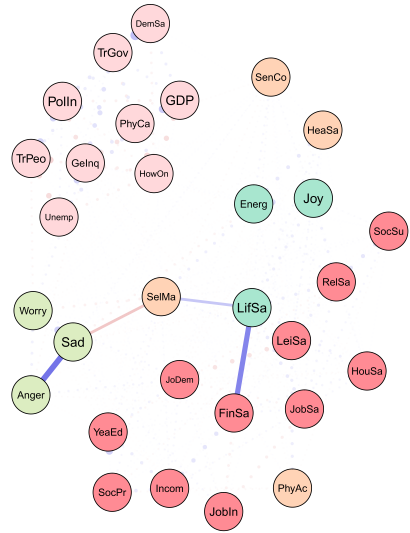 DemSa
TrGov
SenCo
PolIn
GDP
PhyCa
HeaSa
TrPeo
GeInq
HowOn
Energ
Joy
Unemp
SocSu
RelSa
SelMa
LifSa
Worry
Sad
LeiSa
HouSa
JoDem
Anger
FinSa
JobSa
YeaEd
SocPr
Incom
PhyAc
JobIn